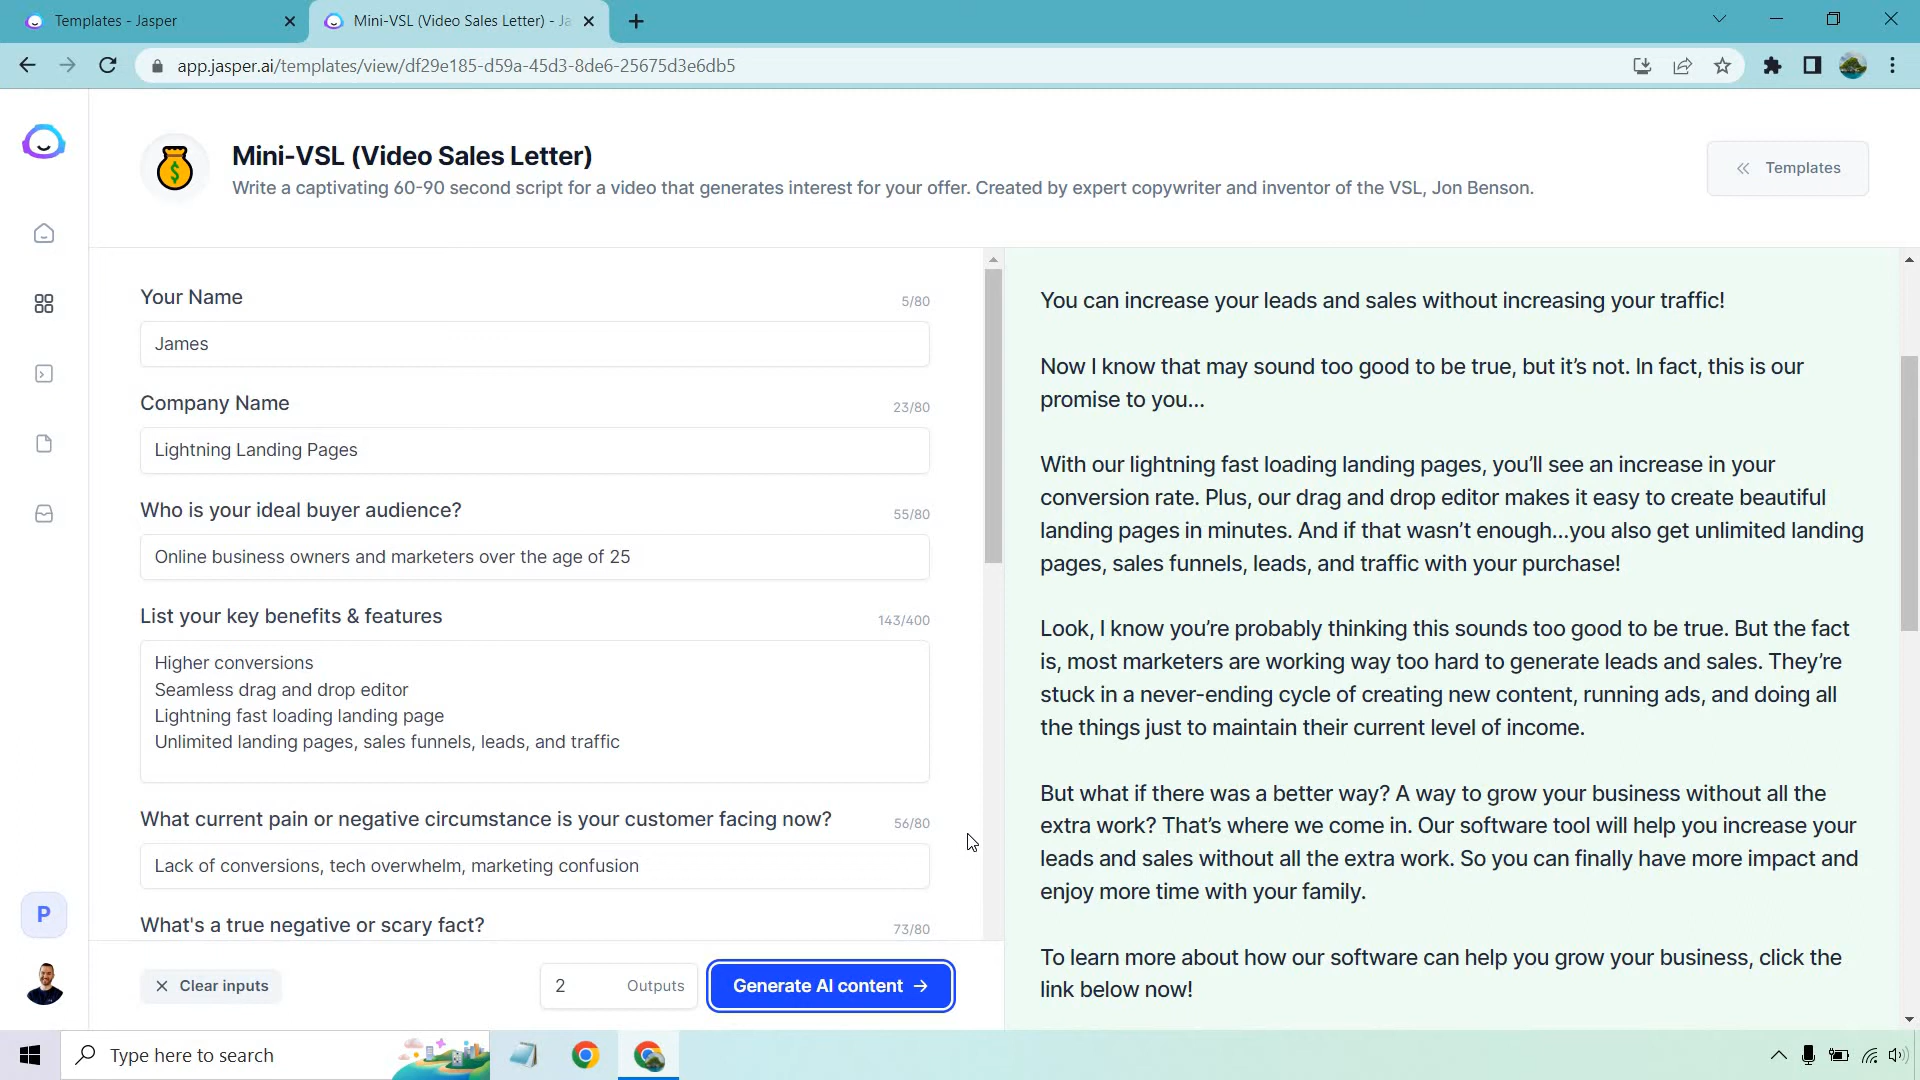 Templates - Jasper
Mini-VSL (Video Sales Letter) - Ja
app.jasper.ai/templates/view/df29e185-d59a-45d3-8de6-25675d3e6db5
Mini-VSL (Video Sales Letter)
Write a captivating 60-90 second script for a video that generates interest for your offer. Created by expert copywriter and inventor of the VSL, Jon Benson.
Templates
Your Name
5/80
James
Company Name
23/80
Lightning Landing Pages
Who is your ideal buyer audience?
55/80
Online business owners and marketers over the age of 25
List your key benefits & features
143/400
Higher conversions
Seamless drag and drop editor
Lightning fast loading landing page
Unlimited landing pages, sales funnels, leads, and traffic
What current pain or negative circumstance is your customer facing now?
56/80
Lack of conversions, tech overwhelm, marketing confusion
What's a true negative or scary fact?
73/80
Clear inputs
2
Outputs
Generate AI content
You can increase your leads and sales without increasing your traffic!
Now I know that may sound too good to be true, but it’s not. In fact, this is our
promise to you...
With our lightning fast loading landing pages, you’ll see an increase in your
conversion rate. Plus, our drag and drop editor makes it easy to create beautiful
landing pages in minutes. And if that wasn’t enough...you also get unlimited landing
pages, sales funnels, leads, and traffic with your purchase!
Look, I know you’re probably thinking this sounds too good to be true. But the fact
is, most marketers are working way too hard to generate leads and sales. They’re
stuck in a never-ending cycle of creating new content, running ads, and doing all
the things just to maintain their current level of income.
But what if there was a better way? A way to grow your business without all the
extra work? That’s where we come in. Our software tool will help you increase your
leads and sales without all the extra work. So you can finally have more impact and
enjoy more time with your family.
To learn more about how our software can help you grow your business, click the
link below now!
P
Type here to search